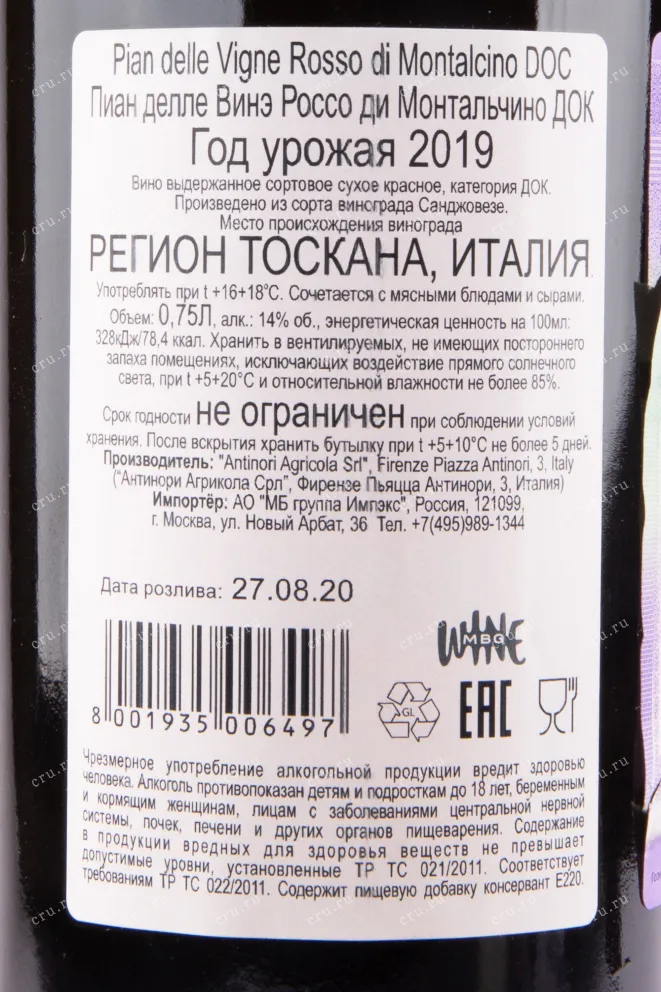 Pian delle Vigne Rosso di Montalcino DOC
Пиан делле Винэ Россо ди Монтальчино ДОК
Год урожая 2019
Вино выдержанное сортовое сухое красное, категория ДОК.
Произведено из сорта винограда Санджовезе.
Место происхождения винограда
РЕГИОН ТОСКАНА, ИТАЛИЯ.
Употреблять при t +16+18°С. Сочетается с мясными блюдами и сырами.
Объем: 0,75Л, алк.: 14% об., энергетическая ценность на 100мл:
328кДж/78,4 ккал. Хранить в вентилируемых, не имеющих постороннего
запаха помещениях, исключающих воздействие прямого солнечного
света, при t +5+20°С и относительной влажности не более 85%.
Срок годности не ограничен при соблюдении условий
хранения. После вскрытия хранить бутылку при t +5+10°С не более 5 дней.
Производитель: "Antinori Agricola Srl", Firenze Piazza Antinori, 3, Italy
("Антинори Агрикола Срл", Фирензе Пьяцца Антинори, 3, Италия)
Импортёр: АО "МБ группа Импэкс", Россия, 121099,
г. Москва, ул. Новый Арбат, 36 Тел. +7(495)989-1344
Дата розлива: 27.08.20
WINE
MBG
8 001935 006497
GL
EAC
Чрезмерное употребление алкогольной продукции вредит здоровью
человека. Алкоголь противопоказан детям и подросткам до 18 лет, беременным
и кормящим женщинам, лицам с заболеваниями центральной нервной
системы, почек, печени и других органов пищеварения. Содержание
в продукции вредных для здоровья веществ не превышает
допустимые уровни, установленные ТР ТС 021/2011. Соответствует
требованиям ТР ТС 022/2011. Содержит пищевую добавку консервант Е220.